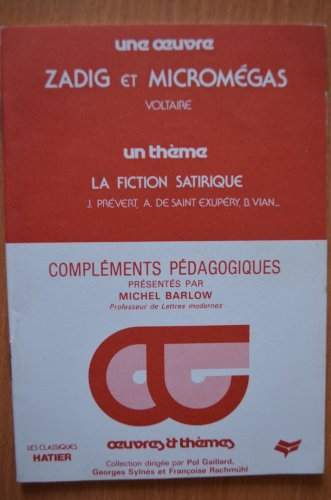 une œuvre
ZADIG ET MICROMÉGAS
VOLTAIRE
un thème
LA FICTION SATIRIQUE
J. PRÉVERT, A. DE SAINT EXUPÉRY, B. VIAN...
COMPLÉMENTS PÉDAGOGIQUES
PRÉSENTÉS PAR
MICHEL BARLOW
Professeur de Lettres modernes
LES CLASSIQUES
HATIER
œuvres & thèmes
Collection dirigée par Pol Gaillard,
Georges Sylnès et Françoise Rachmühl